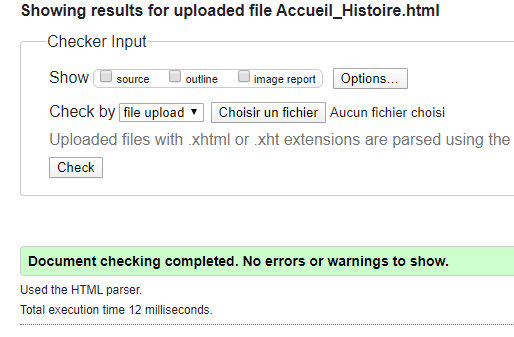 Showing results for uploaded file Accueil_Histoire.html
Checker Input
Show source outline image report Options...
Check by file upload Choisir un fichier Aucun fichier choisi
Uploaded files with .xhtml or .xht extensions are parsed using the
Check
Document checking completed. No errors or warnings to show.
Used the HTML parser.
Total execution time 12 milliseconds.